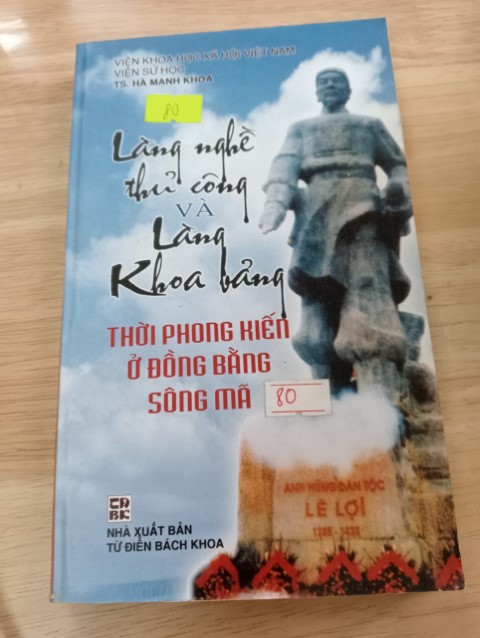 VIỆN KHOA HỌC XÃ HỘI VIỆT NAM
VIỆN SỬ HỌC
TS. HÀ MẠNH KHOA
80
Làng nghề
thủ công
VÀ
Làng
Khoa bảng
THỜI PHONG KIẾN
Ở ĐỒNG BẰNG
SÔNG MÃ
80
ANH HÙNG DÂN TỘC
LÊ LỢI
1385 - 1433
NHÀ XUẤT BẢN
TỪ ĐIỂN BÁCH KHOA